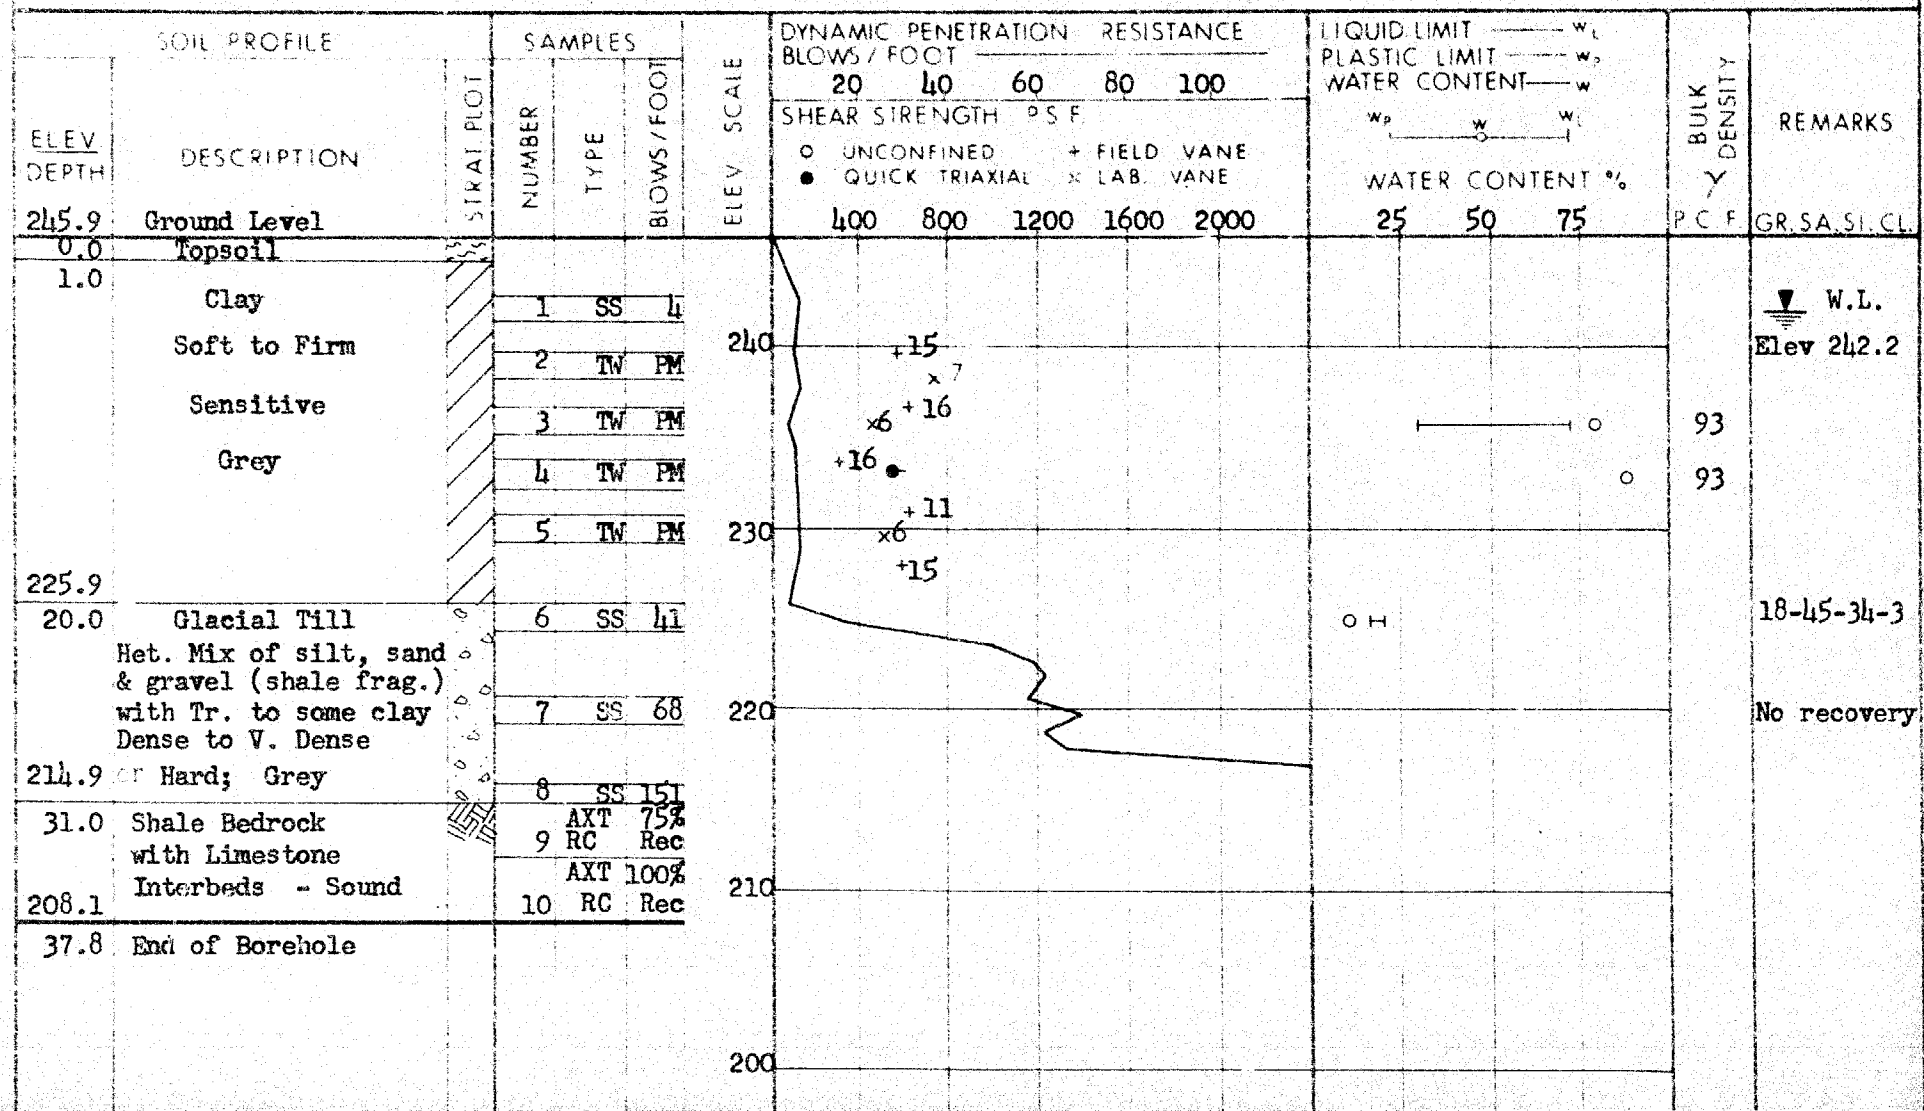 SOIL PROFILE
SAMPLES
ELEV SCALE
DYNAMIC PENETRATION RESISTANCE
BLOWS / FOOT
20 40 60 80 100
SHEAR STRENGTH P S F
o UNCONFINED + FIELD VANE
● QUICK TRIAXIAL × LAB. VANE
400 800 1200 1600 2000
LIQUID LIMIT W L
PLASTIC LIMIT W P
WATER CONTENT W
Wp W WL
WATER CONTENT %
25 50 75
BULK DENSITY
γ
P C F
REMARKS
GR. SA. SI. CL.
ELEV
DEPTH
DESCRIPTION
STRAT PLOT
NUMBER
TYPE
BLOWS / FOOT
245.9 Ground Level
0.0 Topsoil
1.0
Clay
1 SS 4
W.L.
Soft to Firm
240
+15
Elev 242.2
2 TW PM
× 7
Sensitive
+ 16
3 TW PM
×6
93
Grey
+16
4 TW PM
93
+ 11
5 TW PM
230
×6
+15
225.9
20.0 Glacial Till
6 SS 41
18-45-34-3
Het. Mix of silt, sand
& gravel (shale frag.)
with Tr. to some clay
7 SS 68
220
No recovery
Dense to V. Dense
214.9 or Hard; Grey
8 SS 151
31.0 Shale Bedrock
AXT 75%
9 RC Rec
with Limestone
AXT 100%
Interbeds - Sound
210
208.1
10 RC Rec
37.8 End of Borehole
200